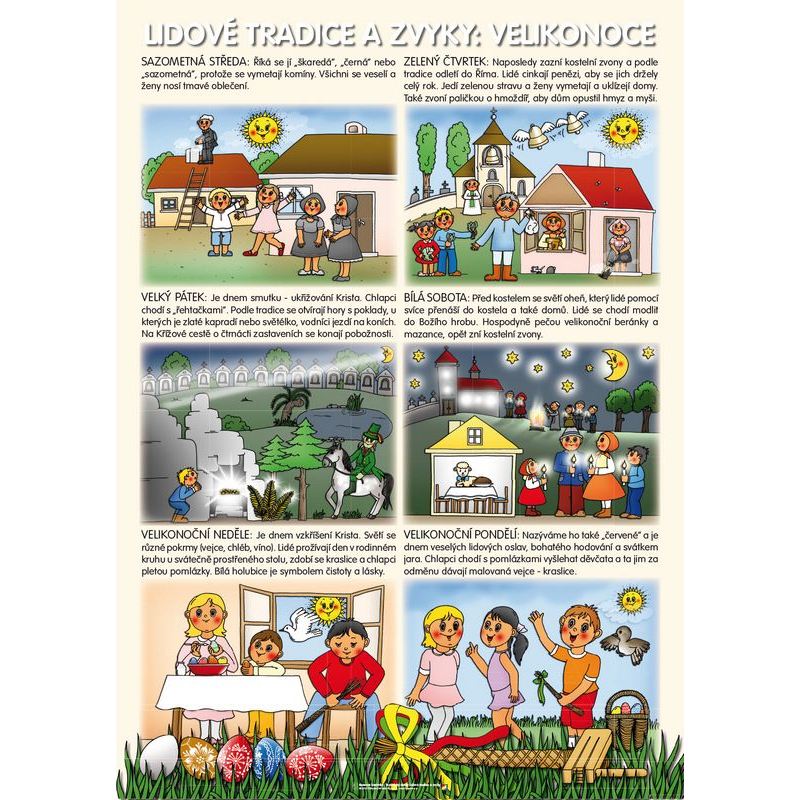 LIDOVÉ TRADICE A ZVYKY: VELIKONOCE
SAZOMETNÁ STŘEDA: Říká se jí „škaredá", „černá" nebo
„sazometná", protože se vymetají komíny. Všichni se veselí a
ženy nosí tmavé oblečení.
ZELENÝ ČTVRTEK: Naposledy zazní kostelní zvony a podle
tradice odletí do Říma. Lidé cinkají penězi, aby se jich držely
celý rok. Jedí zelenou stravu a ženy vymetají a uklízejí domy.
Také zvoní paličkou o hmoždíř, aby dům opustil hmyz a myši.
VELKÝ PÁTEK: Je dnem smutku - ukřižování Krista. Chlapci
chodí s „řehtačkami". Podle tradice se otvírají hory s poklady, u
kterých je zlaté kapradí nebo světélko, vodníci jezdí na koních.
Na Křížové cestě o čtrnácti zastaveních se konají pobožnosti.
BÍLÁ SOBOTA: Před kostelem se světí oheň, který lidé pomocí
svíce přenáší do kostela a také domů. Lidé se chodí modlit
do Božího hrobu. Hospodyně pečou velikonoční beránky a
mazance, opět zní kostelní zvony.
VELIKONOČNÍ NEDĚLE: Je dnem vzkříšení Krista. Světí se
různé pokrmy (vejce, chléb, víno). Lidé prožívají den v rodinném
kruhu u svátečně prostřeného stolu, zdobí se kraslice a chlapci
pletou pomlázky. Bílá holubice je symbolem čistoty a lásky.
VELIKONOČNÍ PONDĚLÍ: Nazýváme ho také „červené" a je
dnem veselých lidových oslav, bohatého hodování a svátkem
jara. Chlapci chodí s pomlázkami vyšlehat děvčata a ta jim za
odměnu dávají malovaná vejce - kraslice.